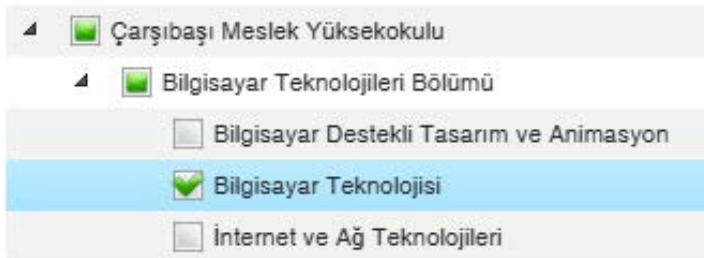 Çarşıbaşı Meslek Yüksekokulu
Bilgisayar Teknolojileri Bölümü
Bilgisayar Destekli Tasarım ve Animasyon
Bilgisayar Teknolojisi
İnternet ve Ağ Teknolojileri